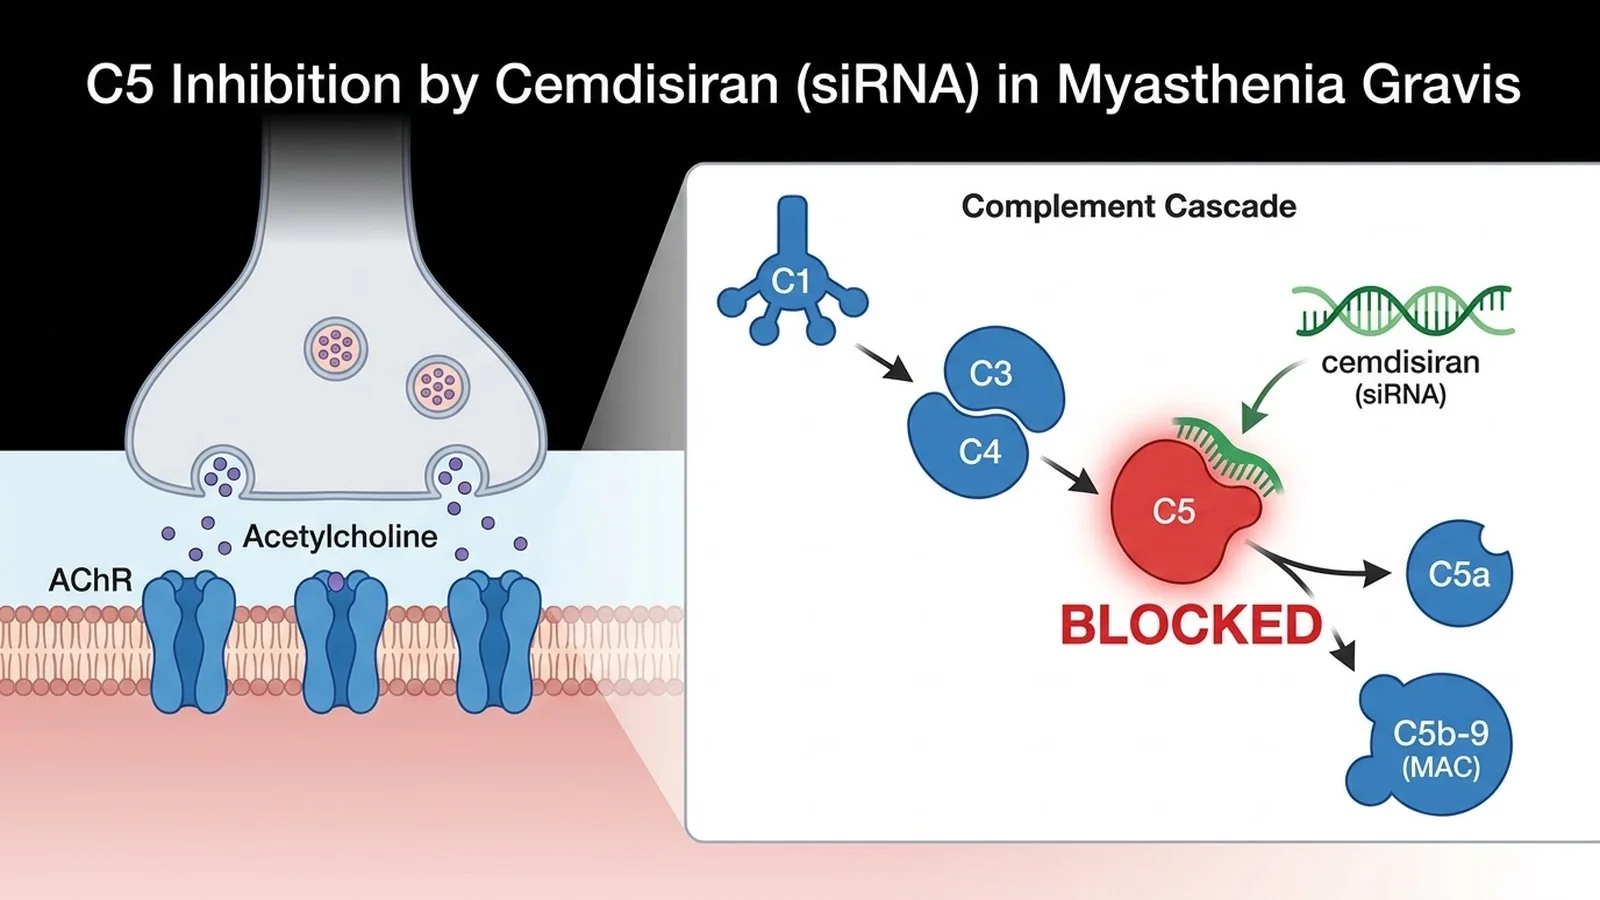 C5 Inhibition by Cemdisiran (siRNA) in Myasthenia Gravis
Complement Cascade
C1
C3
C4
cemdisiran
(siRNA)
C5
BLOCKED
C5a
C5b-9
(MAC)
Acetylcholine
AChR